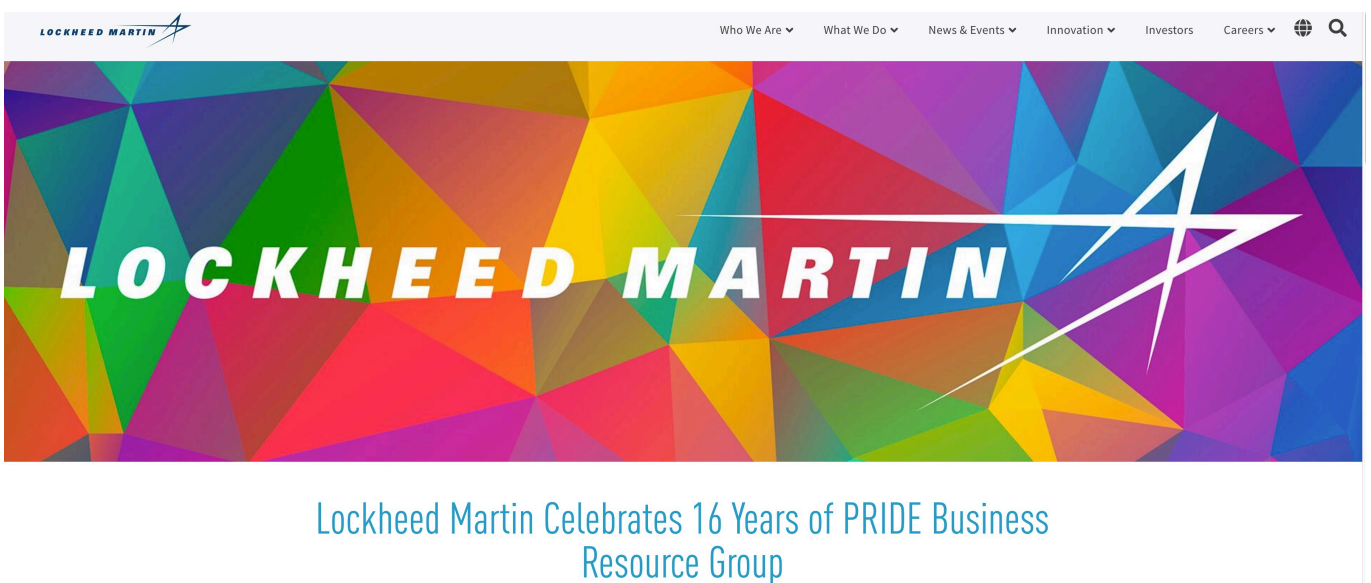 LOCKHEED MARTIN
Who We Are
What We Do
News & Events
Innovation
Investors
Careers
LOCKHEED MARTIN
Lockheed Martin Celebrates 16 Years of PRIDE Business
Resource Group